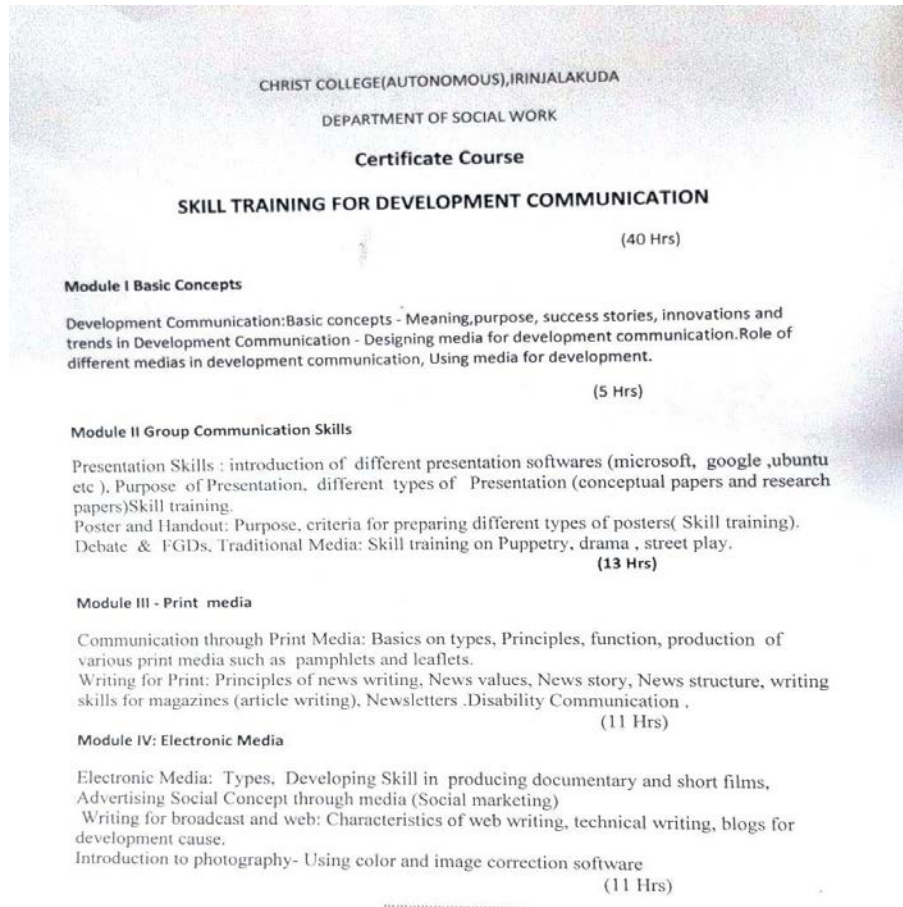 CHRIST COLLEGE(AUTONOMOUS),IRINJALAKUDA
DEPARTMENT OF SOCIAL WORK
Certificate Course
SKILL TRAINING FOR DEVELOPMENT COMMUNICATION
(40 Hrs)
Module I Basic Concepts
Development Communication:Basic concepts - Meaning,purpose, success stories, innovations and
trends in Development Communication - Designing media for development communication.Role of
different medias in development communication, Using media for development.
(5 Hrs)
Module II Group Communication Skills
Presentation Skills : introduction of different presentation softwares (microsoft, google ,ubuntu
etc ). Purpose of Presentation, different types of Presentation (conceptual papers and research
papers)Skill training.
Poster and Handout: Purpose, criteria for preparing different types of posters( Skill training).
Debate & FGDs. Traditional Media: Skill training on Puppetry, drama , street play.
(13 Hrs)
Module III - Print media
Communication through Print Media: Basics on types, Principles, function, production of
various print media such as pamphlets and leaflets.
Writing for Print: Principles of news writing, News values, News story, News structure, writing
skills for magazines (article writing), Newsletters .Disability Communication .
(11 Hrs)
Module IV: Electronic Media
Electronic Media: Types, Developing Skill in producing documentary and short films,
Advertising Social Concept through media (Social marketing)
Writing for broadcast and web: Characteristics of web writing, technical writing, blogs for
development cause.
Introduction to photography- Using color and image correction software
(11 Hrs)